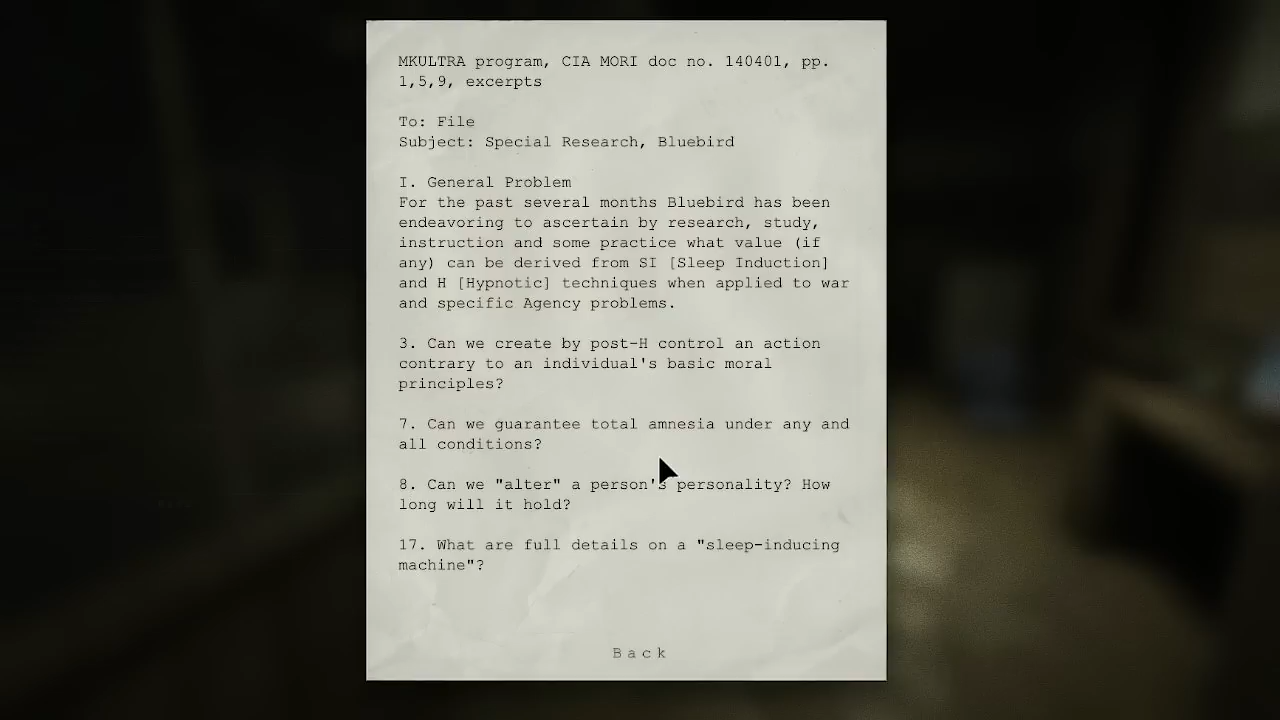 MKULTRA program, CIA MORI doc no. 140401, pp.
1,5,9, excerpts
To: File
Subject: Special Research, Bluebird
I. General Problem
For the past several months Bluebird has been
endeavoring to ascertain by research, study,
instruction and some practice what value (if
any) can be derived from SI [Sleep Induction]
and H [Hypnotic] techniques when applied to war
and specific Agency problems.
3. Can we create by post-H control an action
contrary to an individual's basic moral
principles?
7. Can we guarantee total amnesia under any and
all conditions?
8. Can we "alter" a person's personality? How
long will it hold?
17. What are full details on a "sleep-inducing
machine"?
Back